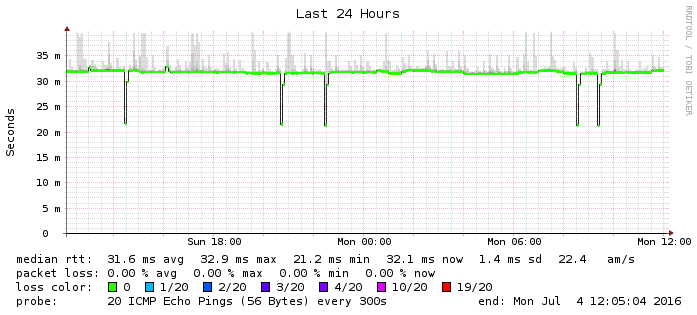 Last 24 Hours
RRDTOOL / TOBI OETIKER
Seconds
35 m
30 m
25 m
20 m
15 m
10 m
5 m
0
Sun 18:00 Mon 00:00 Mon 06:00 Mon 12:00
median rtt: 31.6 ms avg 32.9 ms max 21.2 ms min 32.1 ms now 1.4 ms sd 22.4 am/s
packet loss: 0.00 % avg 0.00 % max 0.00 % min 0.00 % now
loss color: 0 1/20 2/20 3/20 4/20 10/20 19/20
probe: 20 ICMP Echo Pings (56 Bytes) every 300s end: Mon Jul 4 12:05:04 2016